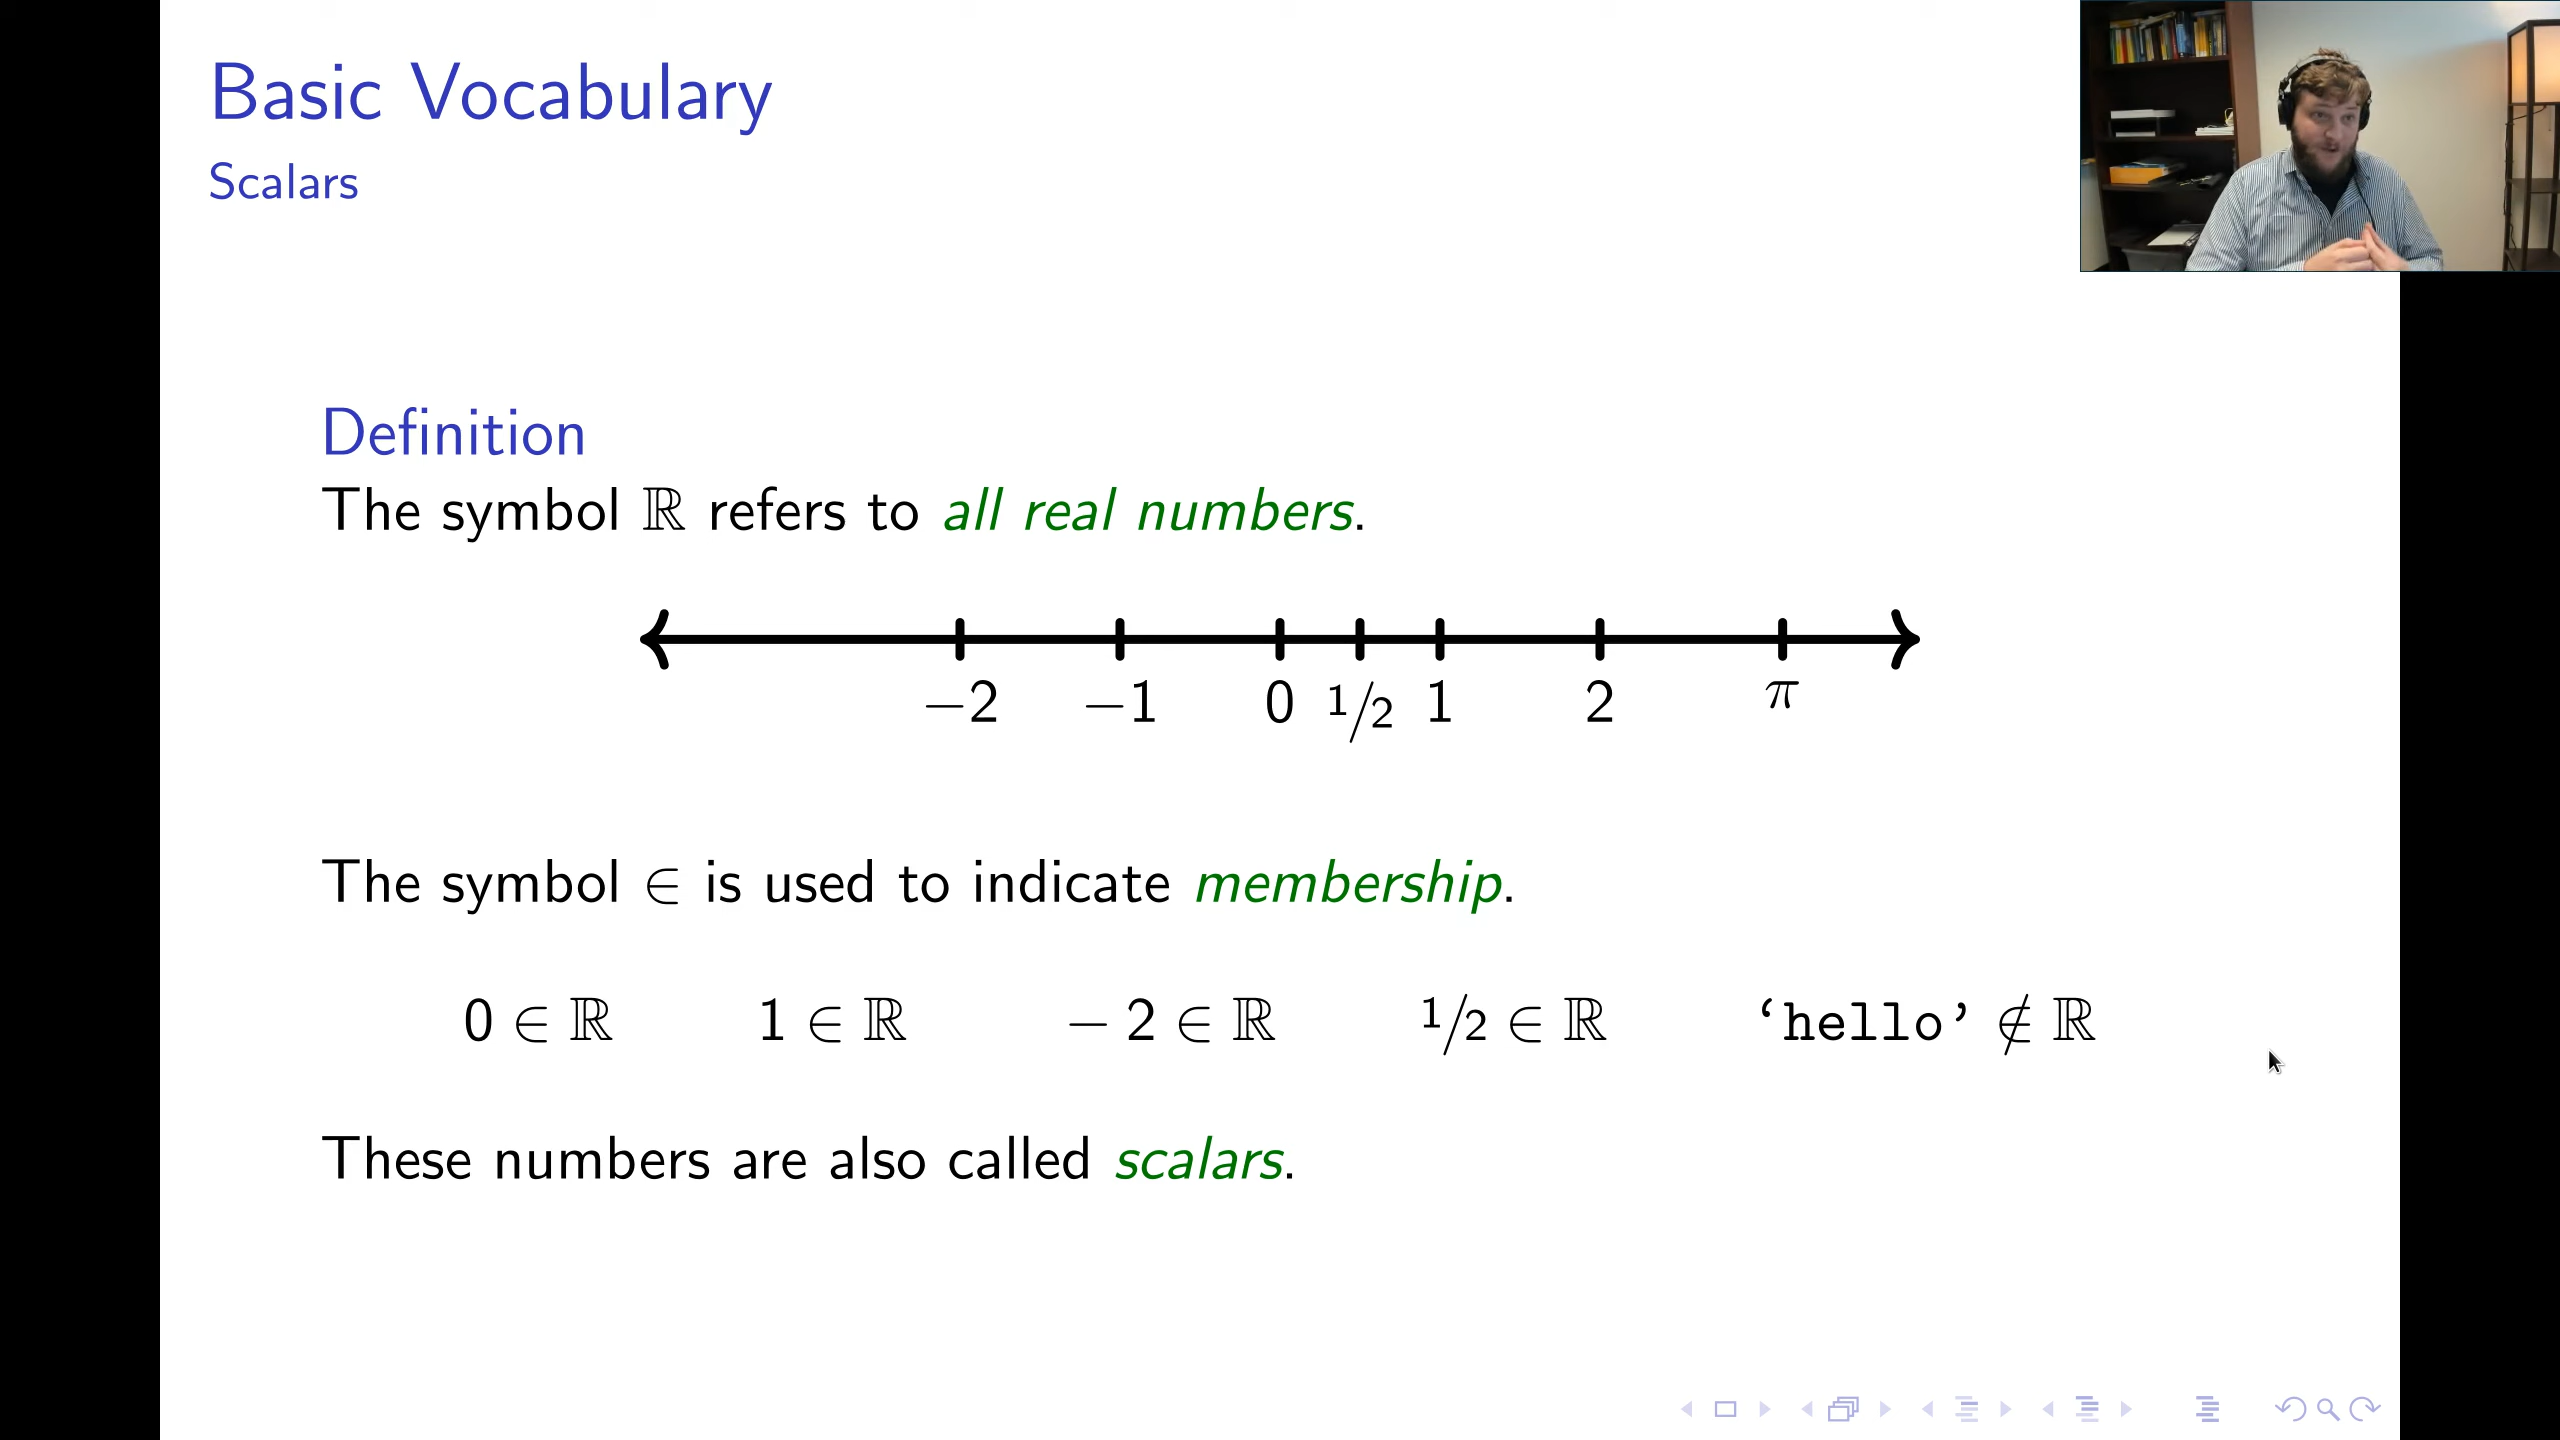 Basic Vocabulary
Scalars
Definition
The symbol ℝ refers to all real numbers.
−2 −1 0 1/2 1 2 π
The symbol ∈ is used to indicate membership.
0 ∈ ℝ 1 ∈ ℝ − 2 ∈ ℝ 1/2 ∈ ℝ ‘hello’ ∉ ℝ
These numbers are also called scalars.